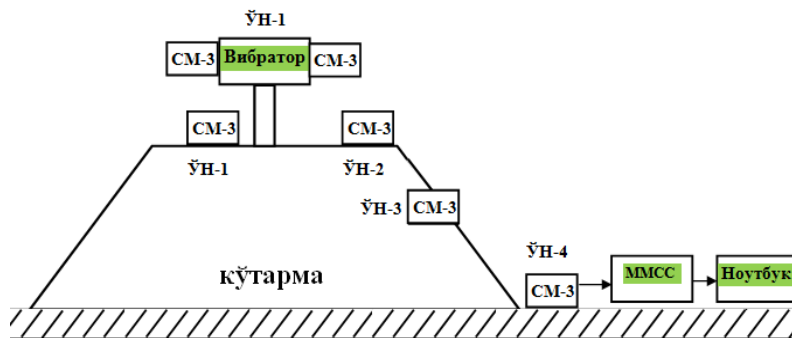 ЎН-1
СМ-3 Вибратор СМ-3
СМ-3 СМ-3
ЎН-1 ЎН-2
ЎН-3 СМ-3
ЎН-4
кўтарма
СМ-3 ММСС Ноутбук